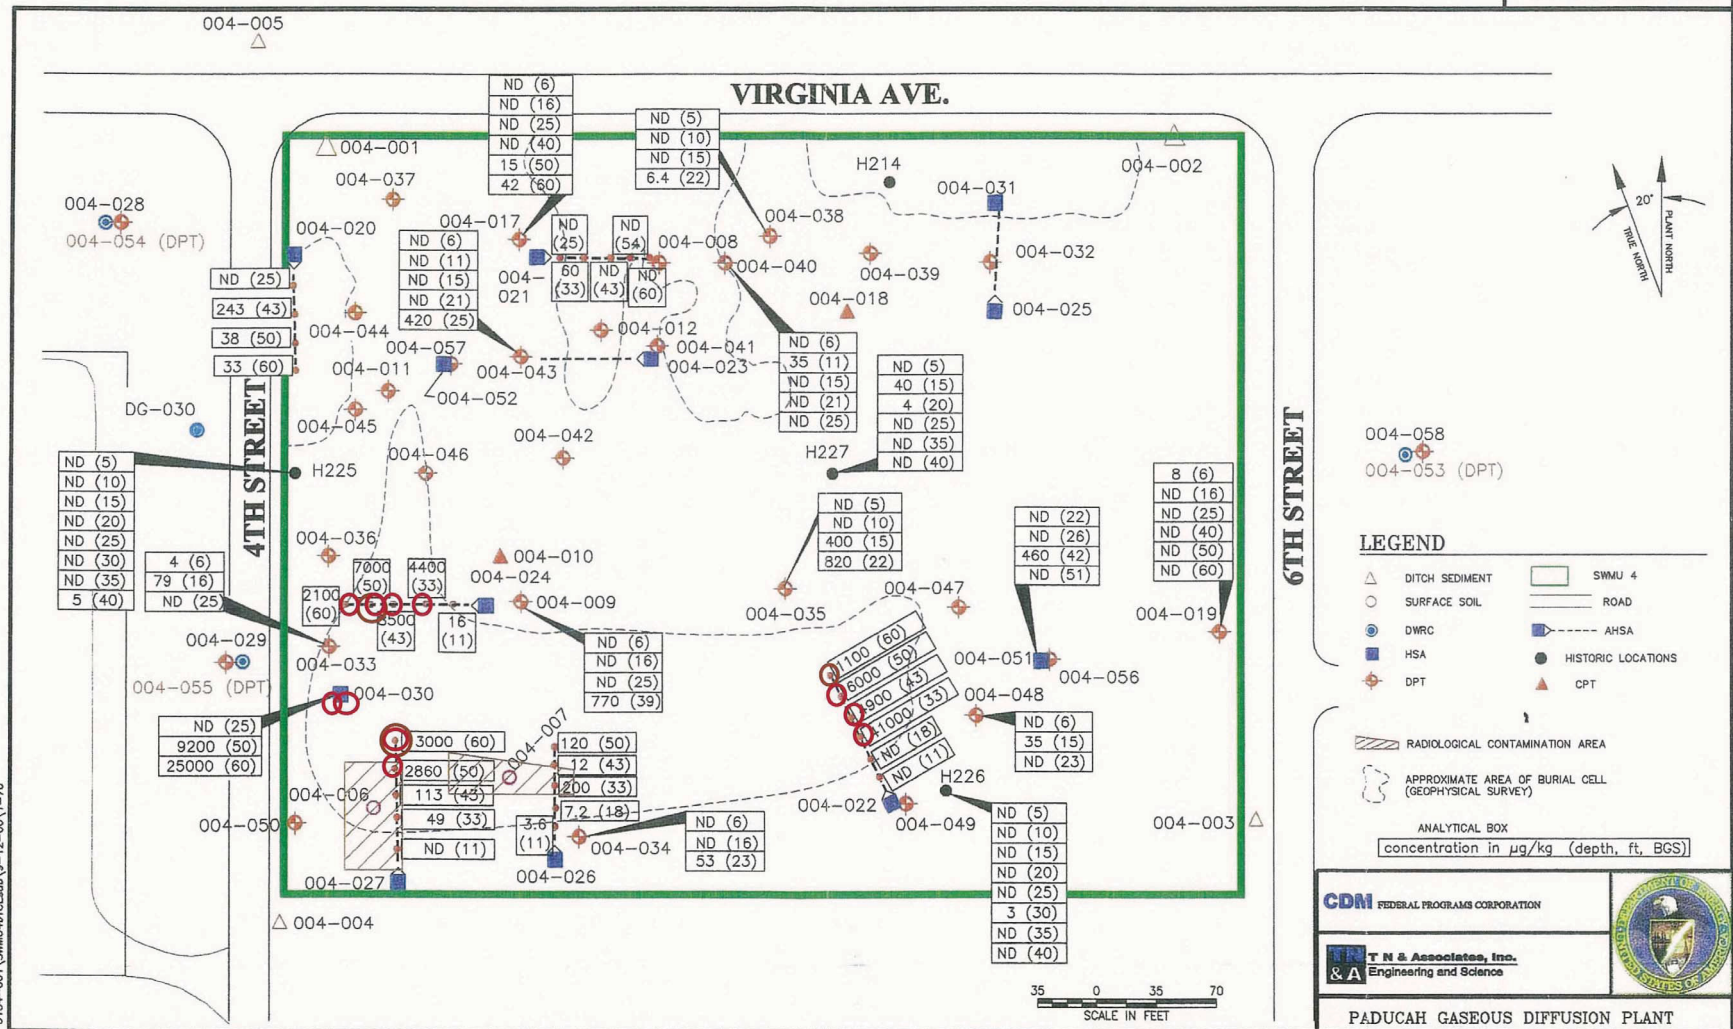 004-005
VIRGINIA AVE.
ND (6)
ND (16)
ND (25)
ND (40)
15 (50)
42 (60)
ND (5)
ND (10)
ND (15)
6.4 (22)
004-001
004-037
004-002
H214
004-031
004-028
004-054 (DPT)
004-020
004-017
004-038
20°
TRUE NORTH
PLANT NORTH
ND (6)
ND (11)
ND (15)
ND (21)
420 (25)
004-021
ND (25)
60 (33)
ND (43)
ND (54)
ND (60)
004-008
004-040
004-039
004-032
004-018
004-025
ND (25)
243 (43)
38 (50)
33 (60)
004-044
004-057
004-011
004-052
004-043
004-012
004-041
004-023
ND (6)
35 (11)
ND (15)
ND (21)
ND (25)
ND (5)
40 (15)
4 (20)
ND (25)
ND (35)
ND (40)
DG-030
4TH STREET
004-045
004-046
004-042
H225
H227
6TH STREET
004-058
004-053 (DPT)
ND (5)
ND (10)
ND (15)
ND (20)
ND (25)
ND (30)
ND (35)
5 (40)
4 (6)
79 (16)
ND (25)
004-036
004-010
004-024
004-009
2100 (60)
7000 (50)
3500 (43)
4400 (33)
16 (11)
ND (5)
ND (10)
400 (15)
820 (22)
004-035
004-047
ND (22)
ND (26)
460 (42)
ND (51)
8 (6)
ND (16)
ND (25)
ND (40)
ND (50)
ND (60)
004-019
004-029
004-055 (DPT)
004-033
004-030
ND (6)
ND (16)
ND (25)
770 (39)
1100 (60)
6000 (50)
4900 (43)
41000 (33)
ND (18)
ND (11)
004-051
004-056
004-048
ND (6)
35 (15)
ND (23)
ND (25)
9200 (50)
25000 (60)
004-007
3000 (60)
2860 (50)
113 (43)
49 (33)
ND (11)
120 (50)
12 (43)
200 (33)
7.2 (18)
3.6 (11)
004-006
004-050
004-034
004-026
004-027
ND (6)
ND (16)
53 (23)
004-022
004-049
H226
ND (5)
ND (10)
ND (15)
ND (20)
ND (25)
3 (30)
ND (35)
ND (40)
004-003
004-004
LEGEND
DITCH SEDIMENT
SWMU 4
SURFACE SOIL
ROAD
DWRC
AHSA
HSA
HISTORIC LOCATIONS
DPT
CPT
RADIOLOGICAL CONTAMINATION AREA
APPROXIMATE AREA OF BURIAL CELL
(GEOPHYSICAL SURVEY)
ANALYTICAL BOX
concentration in µg/kg (depth, ft, BGS)
35 0 35 70
SCALE IN FEET
CDM FEDERAL PROGRAMS CORPORATION
TN & A
T N & Associates, Inc.
Engineering and Science
PADUCAH GASEOUS DIFFUSION PLANT